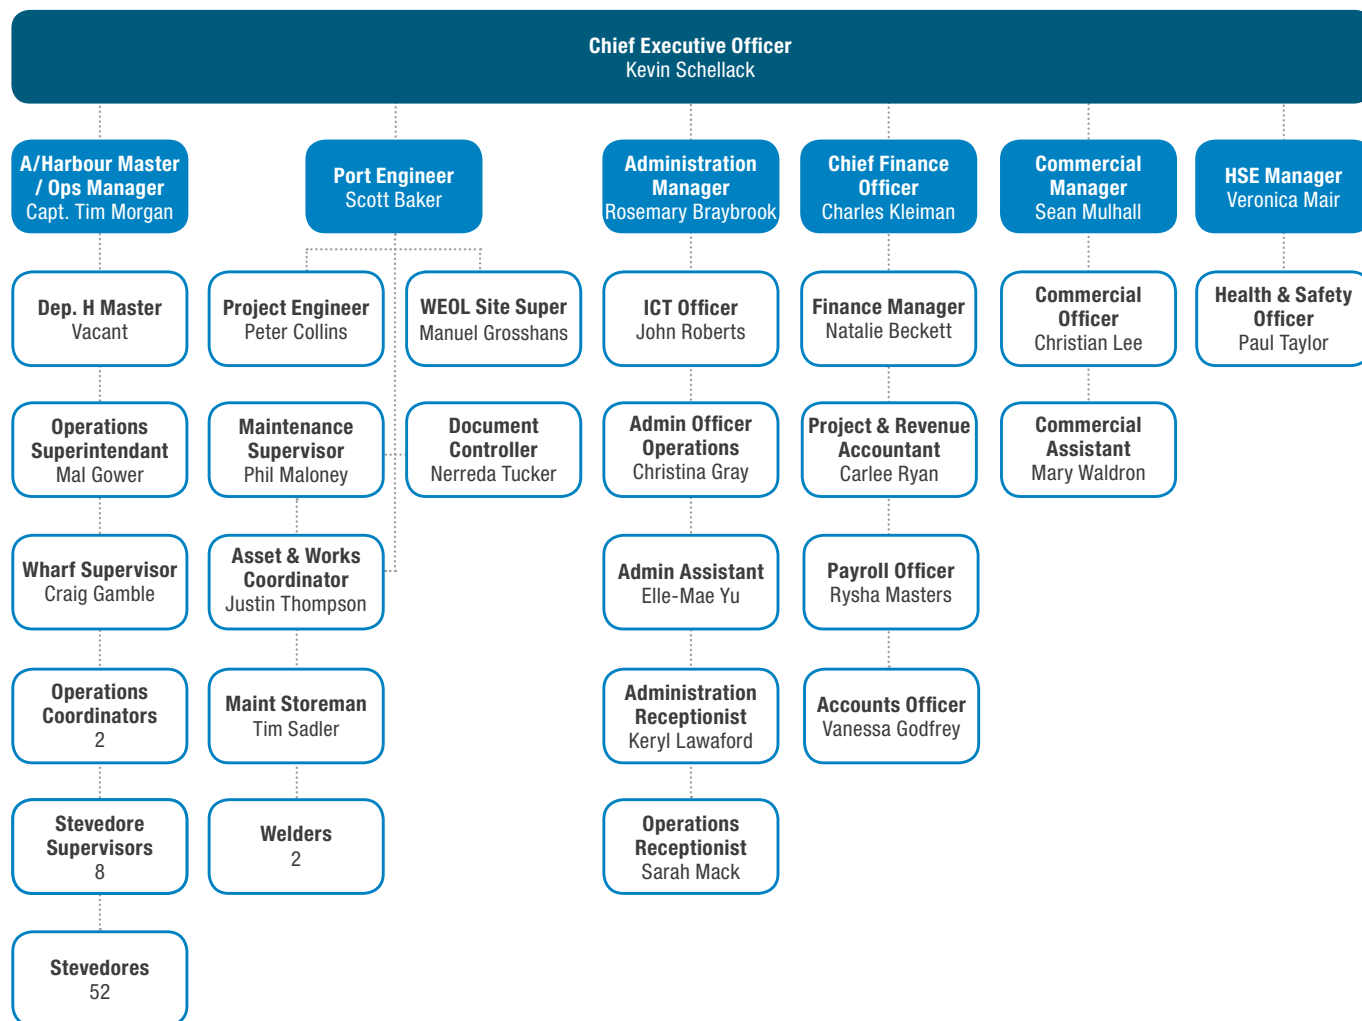 Chief Executive Officer
Kevin Schellack
A/Harbour Master
/ Ops Manager
Capt. Tim Morgan
Port Engineer
Scott Baker
Administration
Manager
Rosemary Braybrook
Chief Finance
Officer
Charles Kleiman
Commercial
Manager
Sean Mulhall
HSE Manager
Veronica Mair
Dep. H Master
Vacant
Project Engineer
Peter Collins
WEOL Site Super
Manuel Grosshans
ICT Officer
John Roberts
Finance Manager
Natalie Beckett
Commercial
Officer
Christian Lee
Health & Safety
Officer
Paul Taylor
Operations
Superintendant
Mal Gower
Maintenance
Supervisor
Phil Maloney
Document
Controller
Nerreda Tucker
Admin Officer
Operations
Christina Gray
Project & Revenue
Accountant
Carlee Ryan
Commercial
Assistant
Mary Waldron
Wharf Supervisor
Craig Gamble
Asset & Works
Coordinator
Justin Thompson
Admin Assistant
Elle-Mae Yu
Payroll Officer
Rysha Masters
Operations
Coordinators
2
Maint Storeman
Tim Sadler
Administration
Receptionist
Keryl Lawaford
Accounts Officer
Vanessa Godfrey
Stevedore
Supervisors
8
Welders
2
Operations
Receptionist
Sarah Mack
Stevedores
52